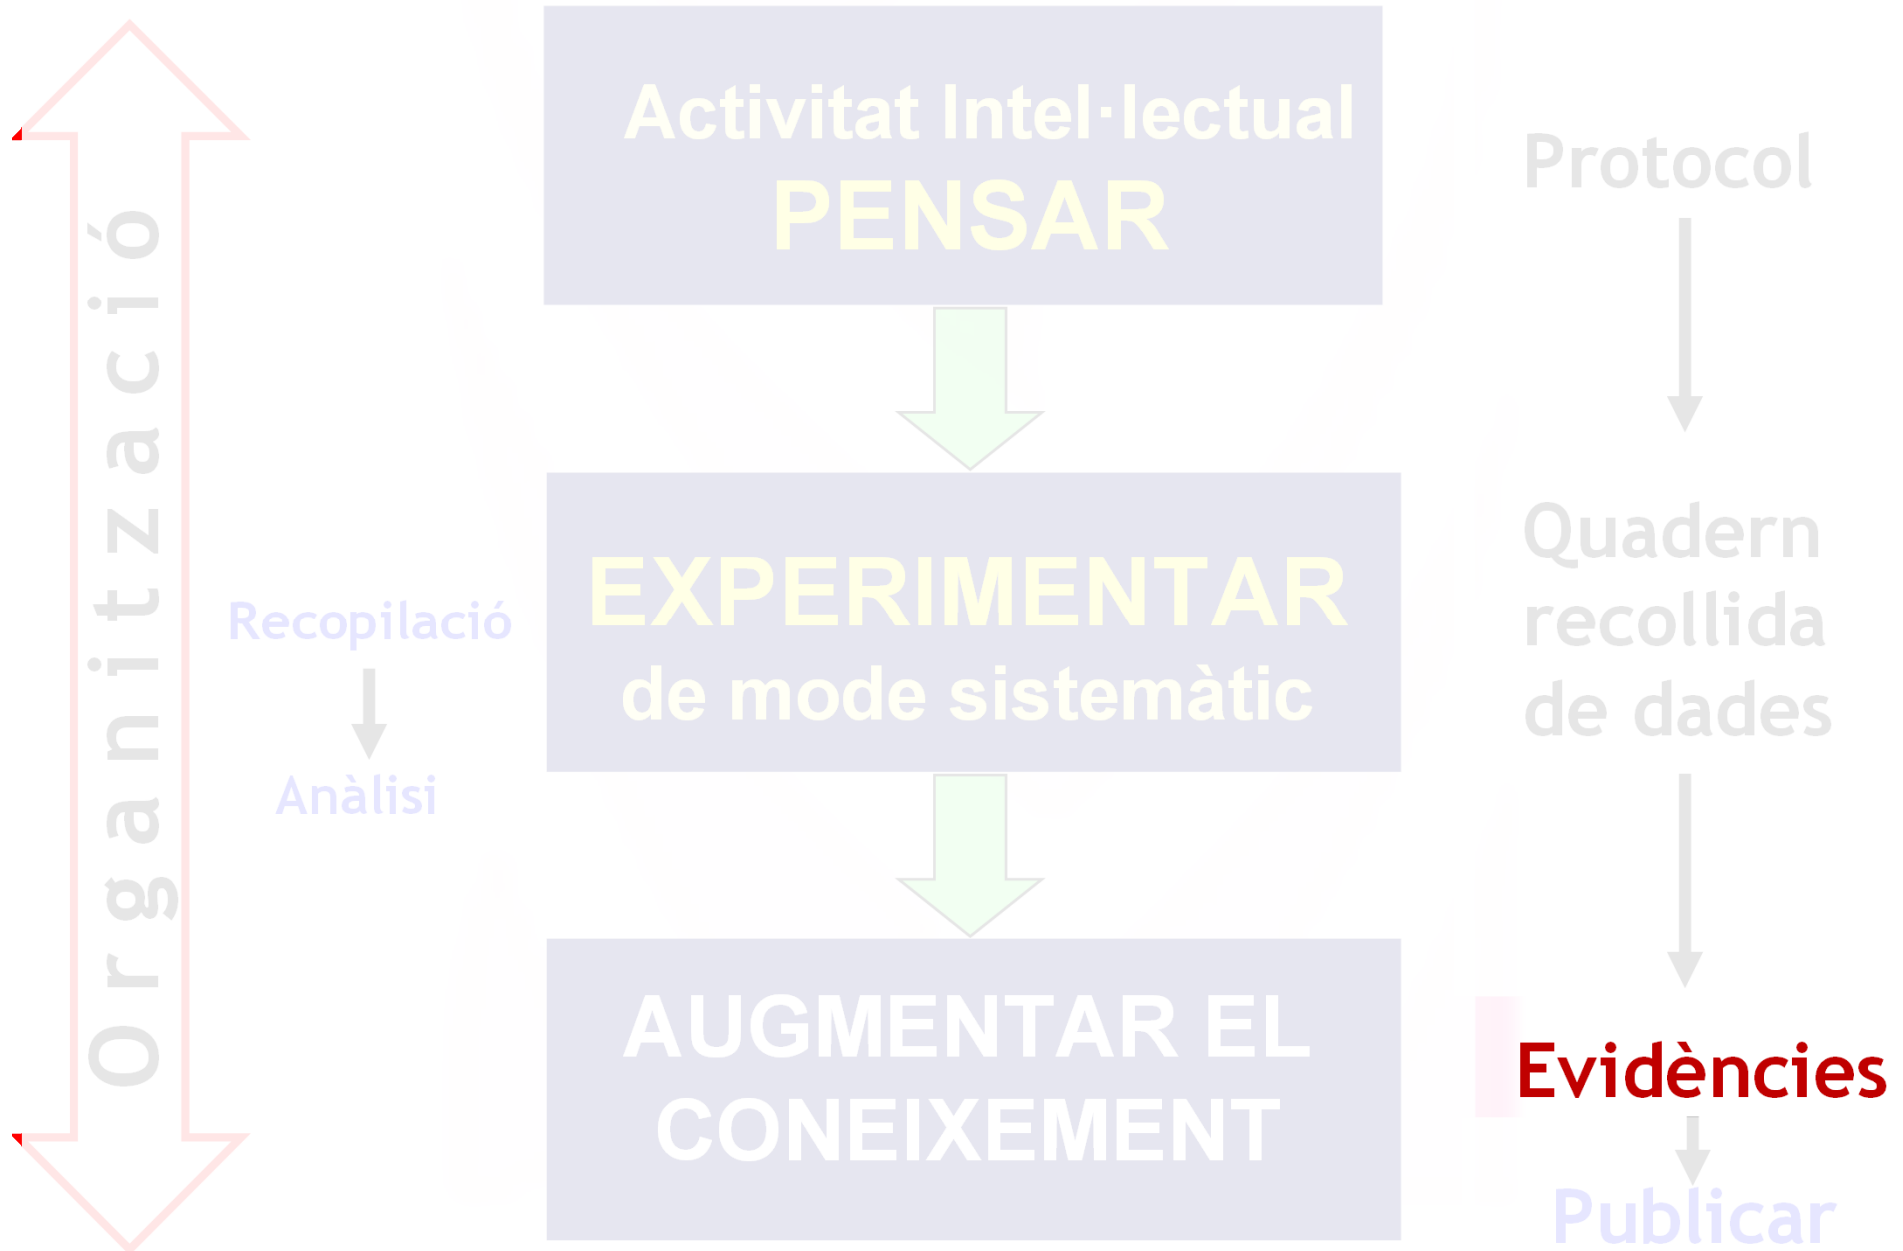 Organització
Activitat Intel·lectual
PENSAR
Protocol
Recopilació
Anàlisi
EXPERIMENTAR
de mode sistemàtic
Quadern
recollida
de dades
AUGMENTAR EL
CONEIXEMENT
Evidències
Publicar